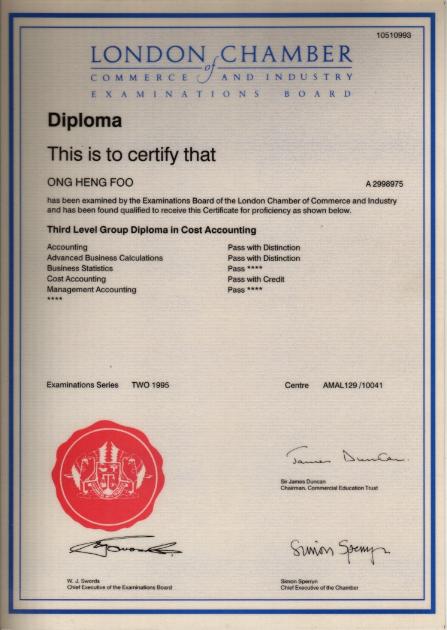 10510993
LONDON of CHAMBER
COMMERCE AND INDUSTRY
EXAMINATIONS BOARD
Diploma
This is to certify that
ONG HENG FOO A 2998975
has been examined by the Examinations Board of the London Chamber of Commerce and Industry
and has been found qualified to receive this Certificate for proficiency as shown below.
Third Level Group Diploma in Cost Accounting
Accounting Pass with Distinction
Advanced Business Calculations Pass with Distinction
Business Statistics Pass ****
Cost Accounting Pass with Credit
Management Accounting Pass ****
****
Examinations Series TWO 1995 Centre AMAL129 /10041
James Duncan
Sir James Duncan
Chairman, Commercial Education Trust
Swords Simon Sperryn
W. J. Swords Simon Sperryn
Chief Executive of the Examinations Board Chief Executive of the Chamber